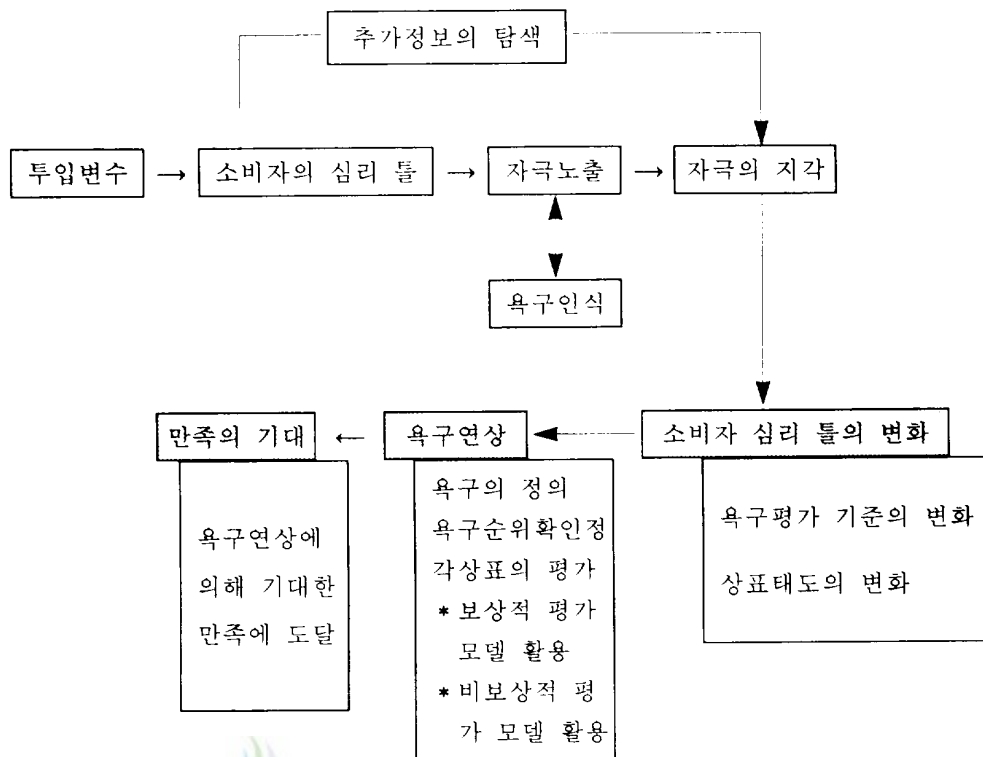 추가정보의 탐색
투입변수 → 소비자의 심리 틀 → 자극노출 → 자극의 지각
욕구인식
만족의 기대 ← 욕구연상 소비자 심리 틀의 변화
욕구연상에
의해 기대한
만족에 도달
욕구의 정의
욕구순위확인정
각상표의 평가
* 보상적 평가
모델 활용
* 비보상적 평
가 모델 활용
욕구평가 기준의 변화
상표태도의 변화